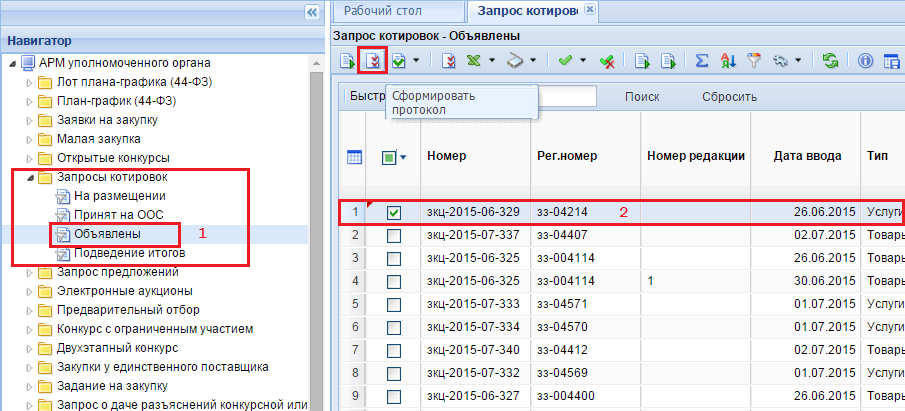 Навигатор
АРМ уполномоченного органа
Лот плана-графика (44-ФЗ)
План-график (44-ФЗ)
Заявки на закупку
Малая закупка
Открытые конкурсы
Запросы котировок
На размещении
Принят на ООС
Объявлены 1
Подведение итогов
Запрос предложений
Электронные аукционы
Предварительный отбор
Конкурс с ограниченным участием
Двухэтапный конкурс
Закупки у единственного поставщика
Задание на закупку
Запрос о даче разъяснений конкурсной или
Рабочий стол Запрос котировок
Запрос котировок - Объявлены
Быстр Поиск Сбросить
Сформировать
протокол
Номер Рег.номер Номер редакции Дата ввода Тип
1 зкц-2015-06-329 зз-04214 2 26.06.2015 Услуги
2 зкц-2015-07-337 зз-04407 02.07.2015 Товары
3 зкц-2015-06-325 зз-004114 26.06.2015 Товары
4 зкц-2015-06-325 зз-004114 1 30.06.2015 Товары
5 зкц-2015-07-333 зз-04571 01.07.2015 Услуги
6 зкц-2015-07-334 зз-04570 01.07.2015 Услуги
7 зкц-2015-07-340 зз-04412 02.07.2015 Товары
8 зкц-2015-07-332 зз-04569 01.07.2015 Услуги
9 зкц-2015-06-327 зз-004400 26.06.2015 Товары